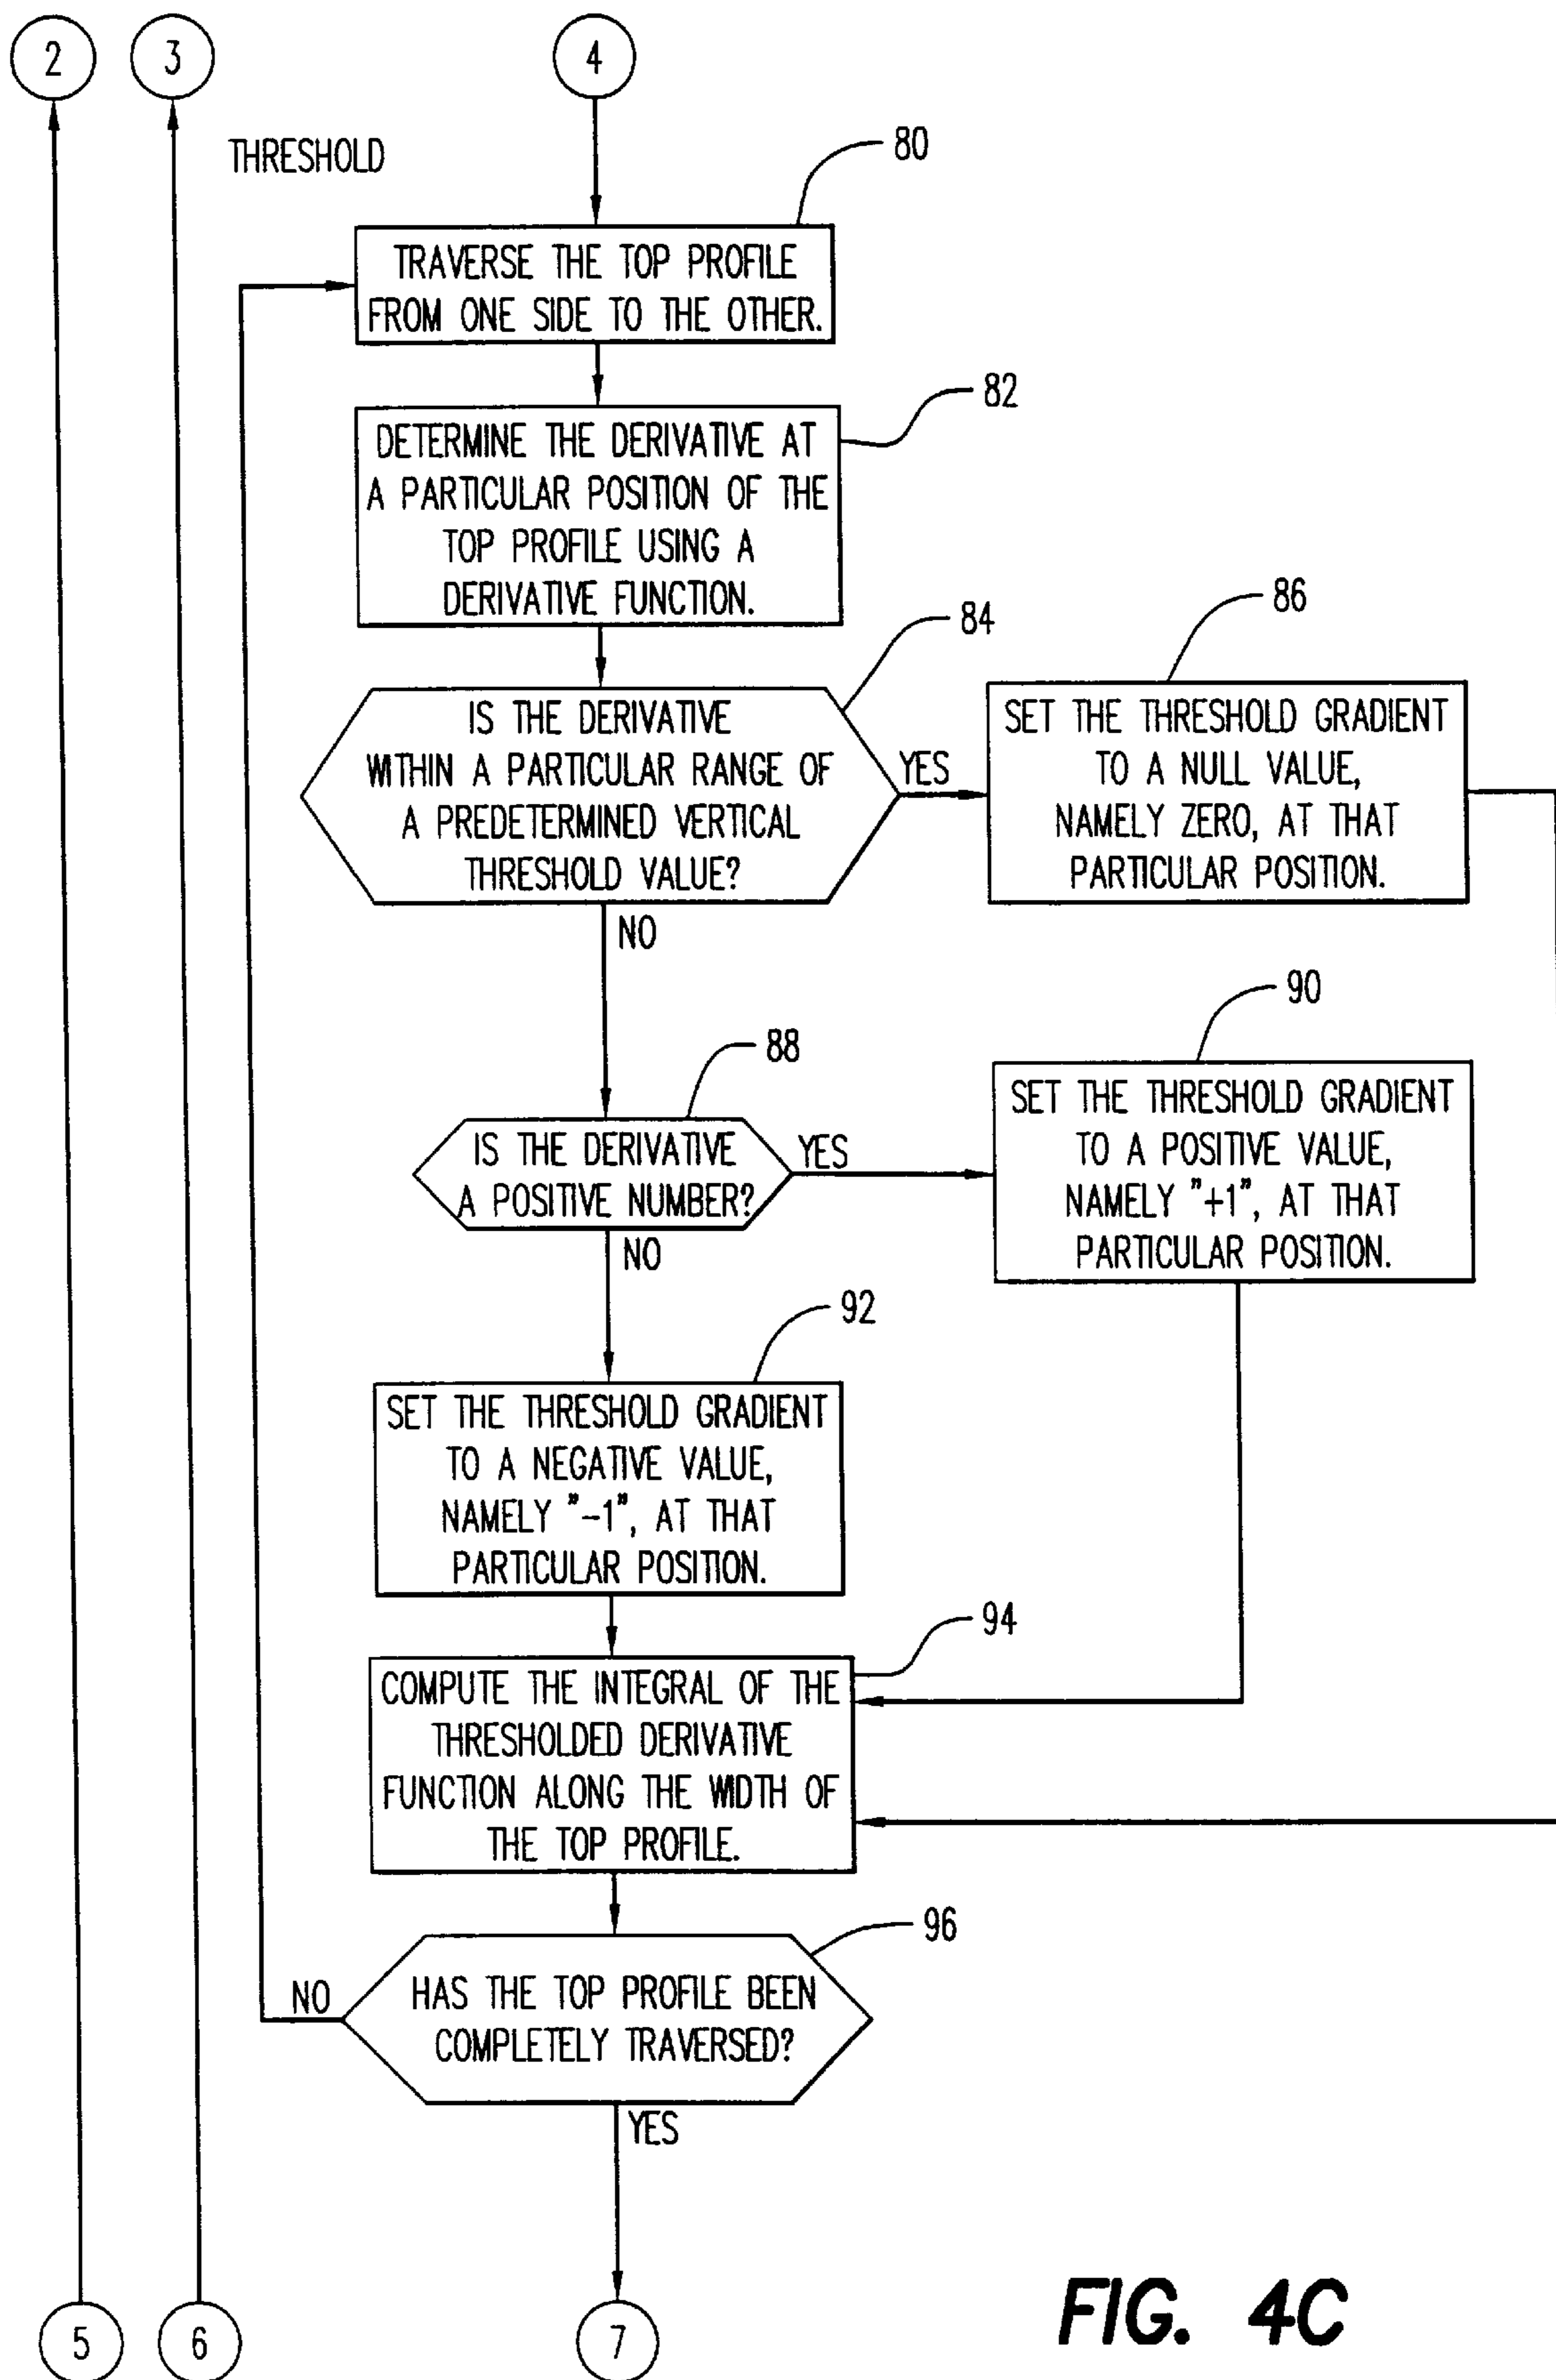 2
3
4
THRESHOLD
80
TRAVERSE THE TOP PROFILE
FROM ONE SIDE TO THE OTHER.
82
DETERMINE THE DERIVATIVE AT
A PARTICULAR POSITION OF THE
TOP PROFILE USING A
DERIVATIVE FUNCTION.
84
IS THE DERIVATIVE
WITHIN A PARTICULAR RANGE OF
A PREDETERMINED VERTICAL
THRESHOLD VALUE?
YES
86
SET THE THRESHOLD GRADIENT
TO A NULL VALUE,
NAMELY ZERO, AT THAT
PARTICULAR POSITION.
NO
88
IS THE DERIVATIVE
A POSITIVE NUMBER?
YES
90
SET THE THRESHOLD GRADIENT
TO A POSITIVE VALUE,
NAMELY "+1", AT THAT
PARTICULAR POSITION.
NO
92
SET THE THRESHOLD GRADIENT
TO A NEGATIVE VALUE,
NAMELY "-1", AT THAT
PARTICULAR POSITION.
94
COMPUTE THE INTEGRAL OF THE
THRESHOLDED DERIVATIVE
FUNCTION ALONG THE WIDTH OF
THE TOP PROFILE.
96
HAS THE TOP PROFILE BEEN
COMPLETELY TRAVERSED?
NO
YES
5
6
7
FIG. 4C